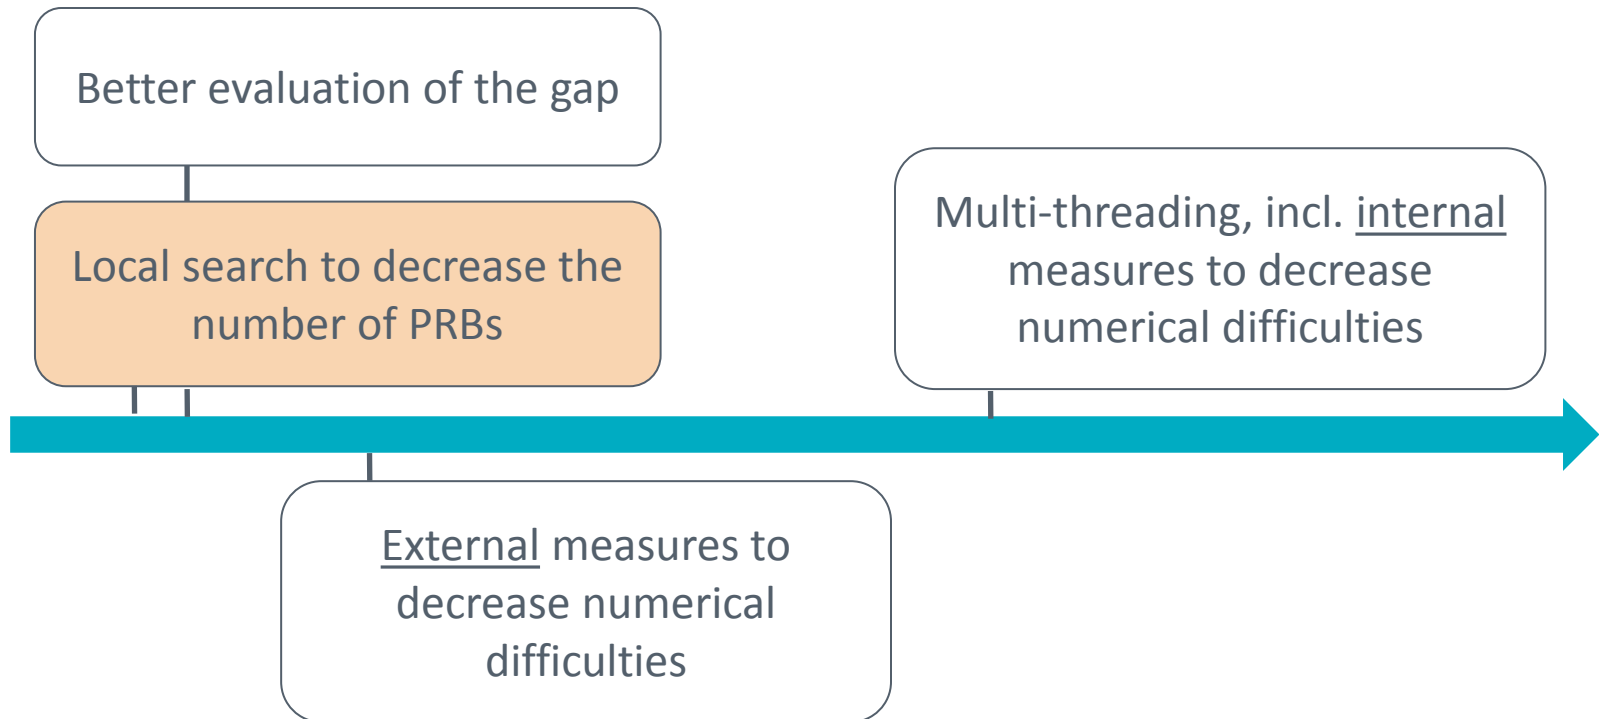 Better evaluation of the gap
Local search to decrease the
number of PRBs
Multi-threading, incl. internal
measures to decrease
numerical difficulties
External measures to
decrease numerical
difficulties